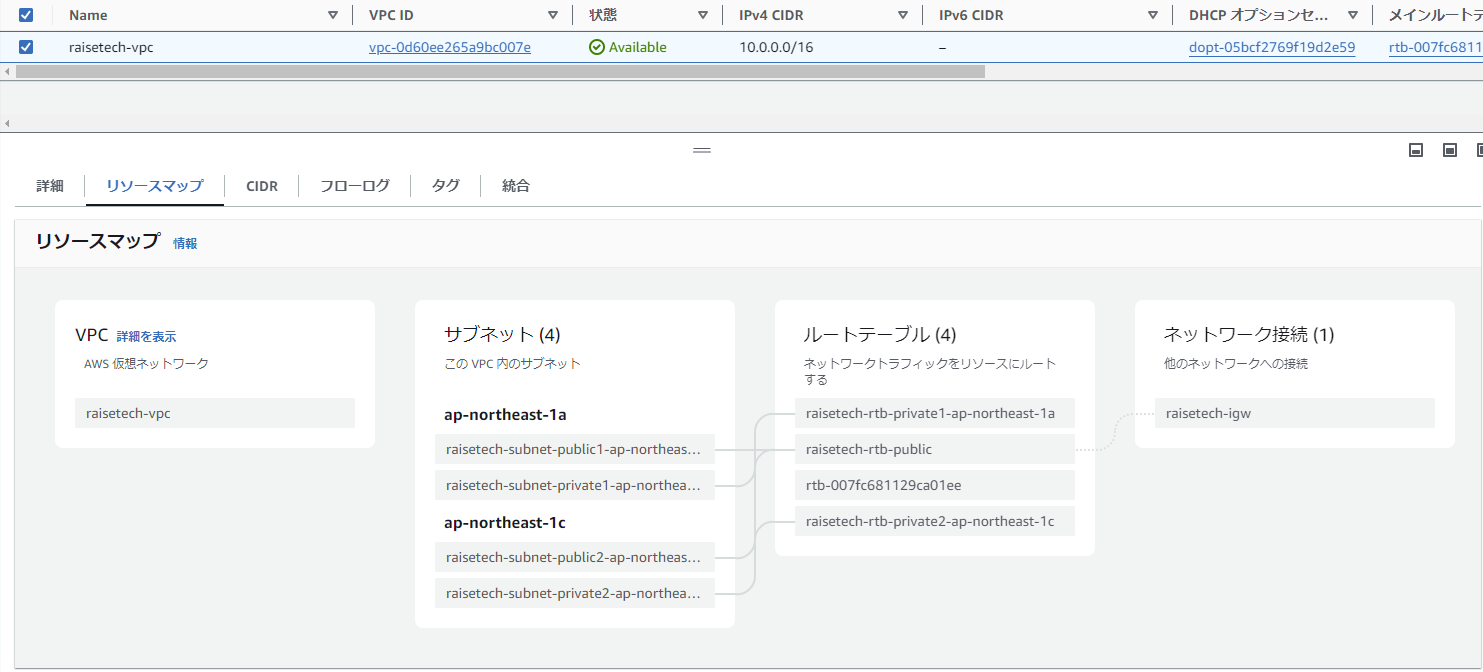 Name VPC ID 状態 IPv4 CIDR IPv6 CIDR DHCP オプションセ... メインルートテ
raisetech-vpc vpc-0d60ee265a9bc007e Available 10.0.0.0/16 – dopt-05bcf2769f19d2e59 rtb-007fc6811
詳細 リソースマップ CIDR フローログ タグ 統合
リソースマップ 情報
VPC 詳細を表示
AWS 仮想ネットワーク
raisetech-vpc
サブネット (4)
この VPC 内のサブネット
ap-northeast-1a
raisetech-subnet-public1-ap-northeas...
raisetech-subnet-private1-ap-northea...
ap-northeast-1c
raisetech-subnet-public2-ap-northeas...
raisetech-subnet-private2-ap-northea...
ルートテーブル (4)
ネットワークトラフィックをリソースにルート
する
raisetech-rtb-private1-ap-northeast-1a
raisetech-rtb-public
rtb-007fc681129ca01ee
raisetech-rtb-private2-ap-northeast-1c
ネットワーク接続 (1)
他のネットワークへの接続
raisetech-igw